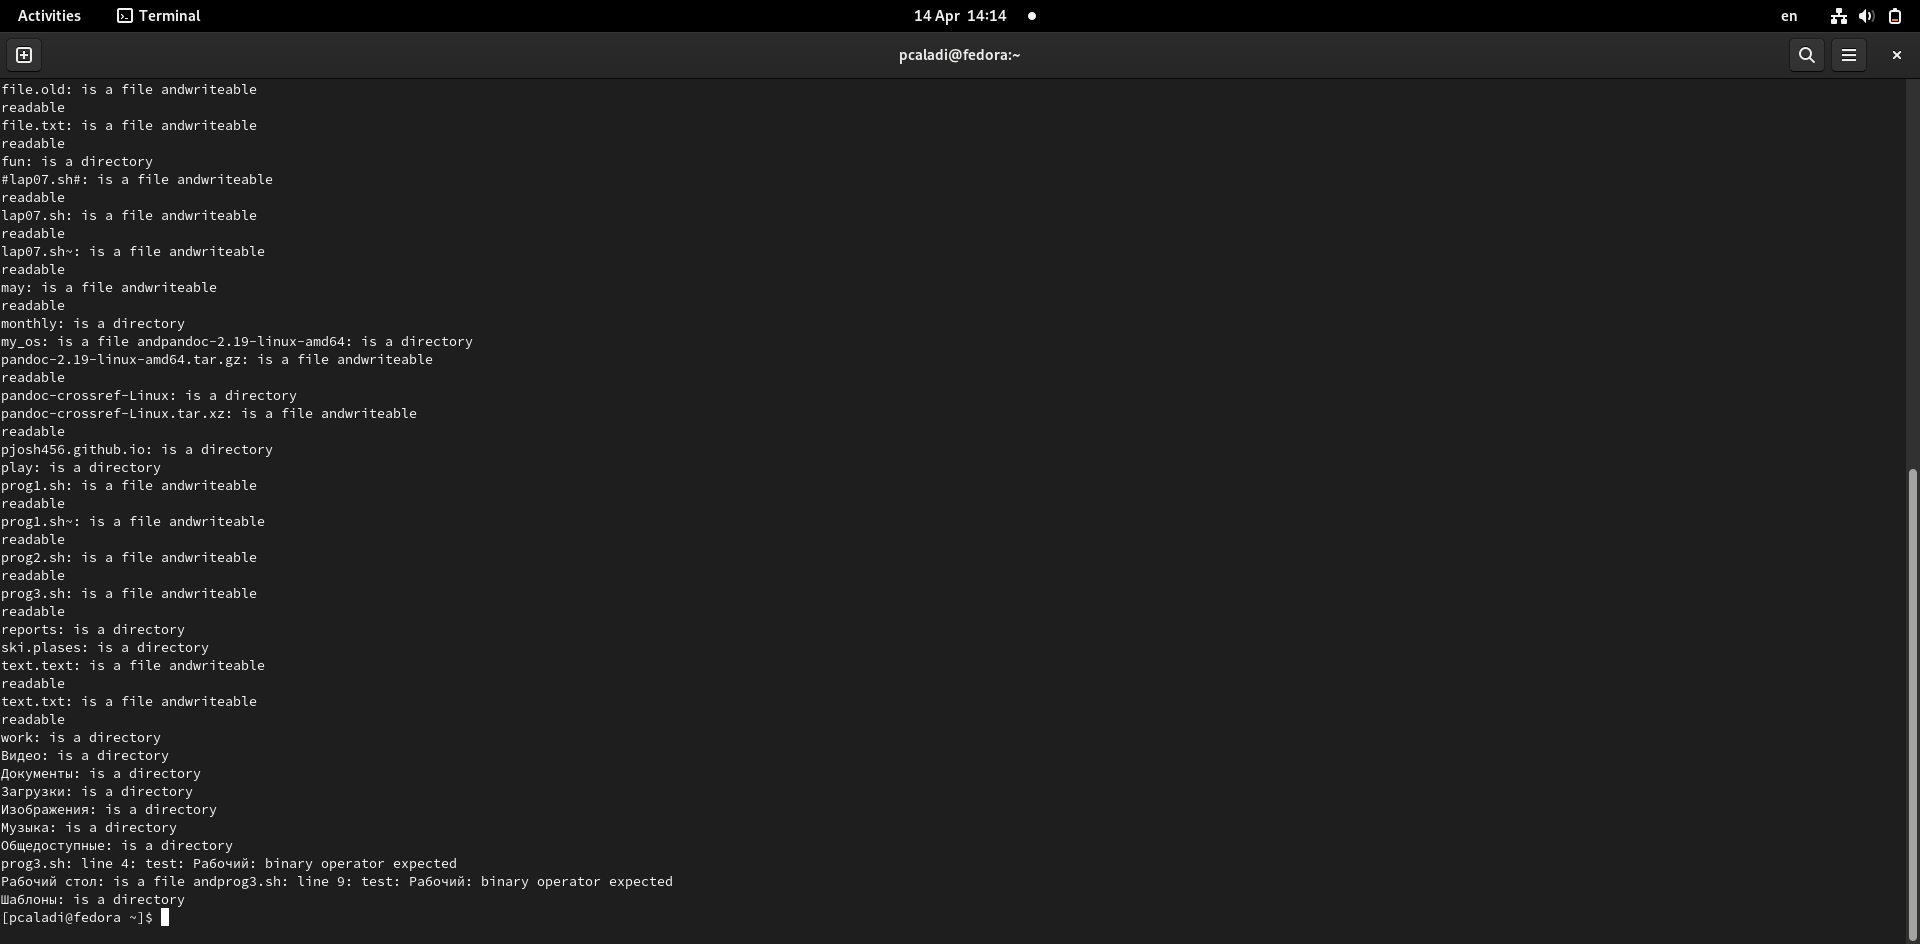 Activities Terminal 14 Apr 14:14 en
pcaladi@fedora:~
file.old: is a file andwriteable
readable
file.txt: is a file andwriteable
readable
fun: is a directory
#lap07.sh#: is a file andwriteable
readable
lap07.sh: is a file andwriteable
readable
lap07.sh~: is a file andwriteable
readable
may: is a file andwriteable
readable
monthly: is a directory
my_os: is a file andpandoc-2.19-linux-amd64: is a directory
pandoc-2.19-linux-amd64.tar.gz: is a file andwriteable
readable
pandoc-crossref-Linux: is a directory
pandoc-crossref-Linux.tar.xz: is a file andwriteable
readable
pjosh456.github.io: is a directory
play: is a directory
prog1.sh: is a file andwriteable
readable
prog1.sh~: is a file andwriteable
readable
prog2.sh: is a file andwriteable
readable
prog3.sh: is a file andwriteable
readable
reports: is a directory
ski.plases: is a directory
text.text: is a file andwriteable
readable
text.txt: is a file andwriteable
readable
work: is a directory
Видео: is a directory
Документы: is a directory
Загрузки: is a directory
Изображения: is a directory
Музыка: is a directory
Общедоступные: is a directory
prog3.sh: line 4: test: Рабочий: binary operator expected
Рабочий стол: is a file andprog3.sh: line 9: test: Рабочий: binary operator expected
Шаблоны: is a directory
[pcaladi@fedora ~]$